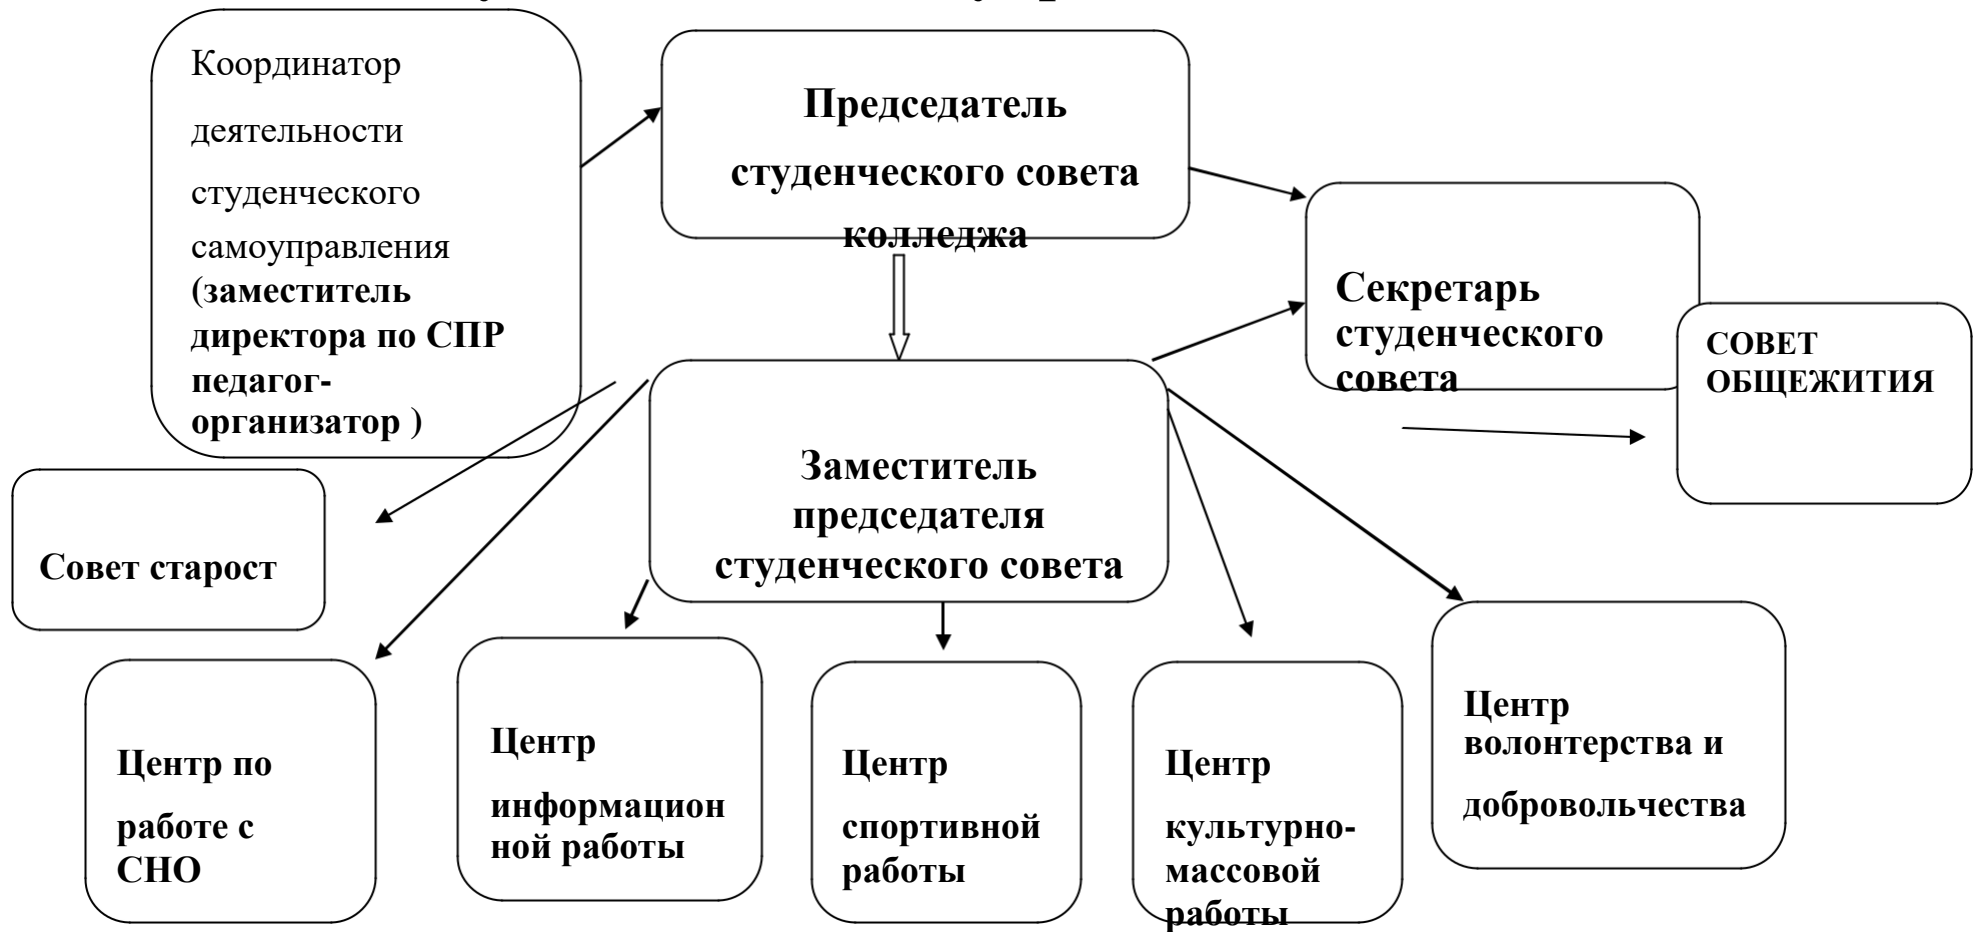 Координатор
деятельности
студенческого
самоуправления
(заместитель
директора по СПР
педагог-
организатор )
Председатель
студенческого совета
колледжа
Секретарь
студенческого
совета
СОВЕТ
ОБЩЕЖИТИЯ
Заместитель
председателя
студенческого совета
Совет старост
Центр по
работе с
СНО
Центр
информацион
ной работы
Центр
спортивной
работы
Центр
культурно-
массовой
работы
Центр
волонтерства и
добровольчества